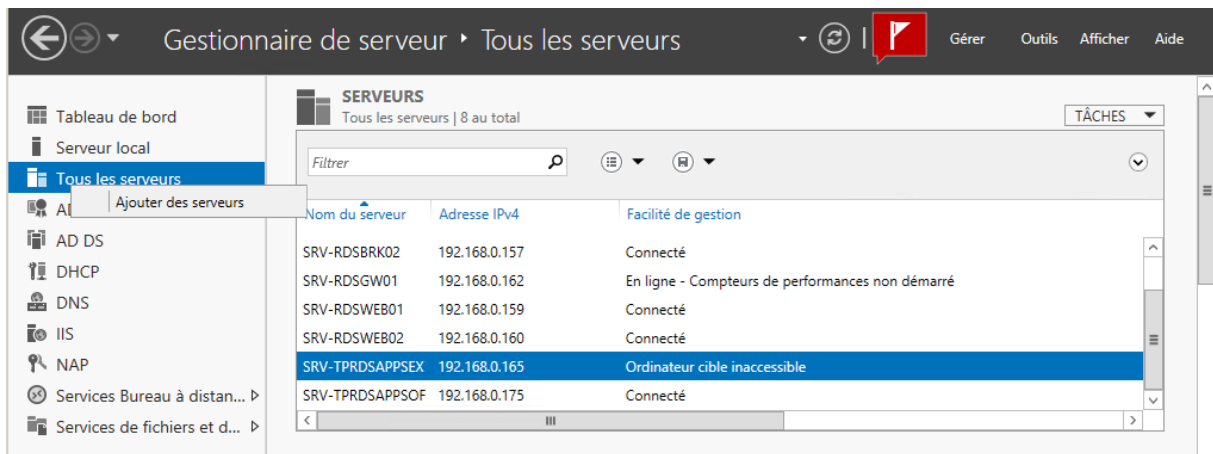 Gestionnaire de serveur ‣ Tous les serveurs
Gérer Outils Afficher Aide
Tableau de bord
Serveur local
Tous les serveurs
Ajouter des serveurs
AD DS
DHCP
DNS
IIS
NAP
Services Bureau à distan...
Services de fichiers et d...
SERVEURS
Tous les serveurs | 8 au total
TÂCHES
Filtrer
Nom du serveur Adresse IPv4 Facilité de gestion
SRV-RDSBRK02 192.168.0.157 Connecté
SRV-RDSGW01 192.168.0.162 En ligne - Compteurs de performances non démarré
SRV-RDSWEB01 192.168.0.159 Connecté
SRV-RDSWEB02 192.168.0.160 Connecté
SRV-TPRDSAPPSEX 192.168.0.165 Ordinateur cible inaccessible
SRV-TPRDSAPPSOF 192.168.0.175 Connecté